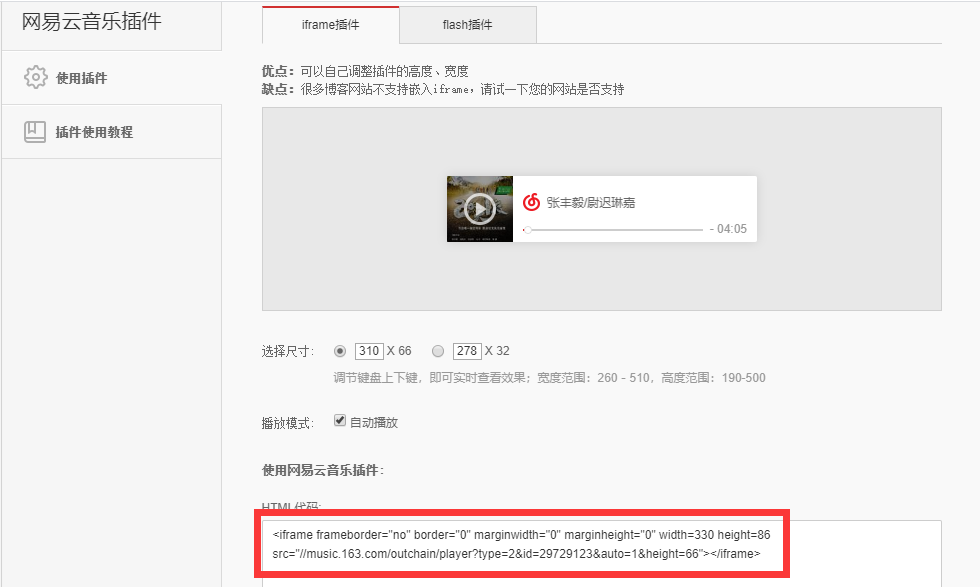 网易云音乐插件
iframe插件
flash插件
使用插件
插件使用教程
优点：可以自己调整插件的高度、宽度
缺点：很多博客网站不支持嵌入iframe，请试一下您的网站是否支持
张丰毅/尉迟琳嘉
- 04:05
选择尺寸： 310 X 66 278 X 32
调节键盘上下键，即可实时查看效果；宽度范围：260 - 510，高度范围：190-500
播放模式： 自动播放
使用网易云音乐插件：
HTML代码:
<iframe frameborder="no" border="0" marginwidth="0" marginheight="0" width=330 height=86
src="//music.163.com/outchain/player?type=2&id=29729123&auto=1&height=66"></iframe>